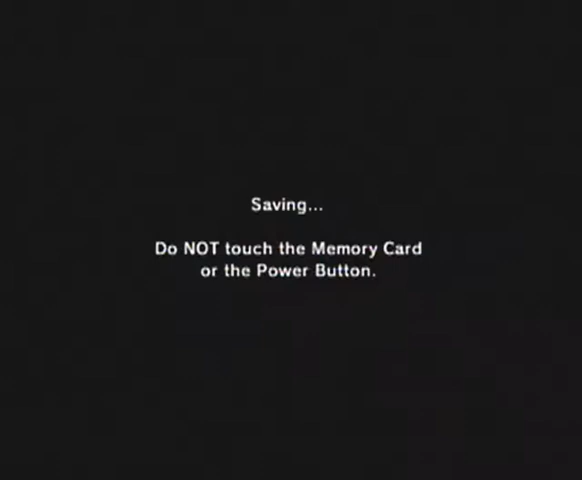 Saving...
Do NOT touch the Memory Card
or the Power Button.